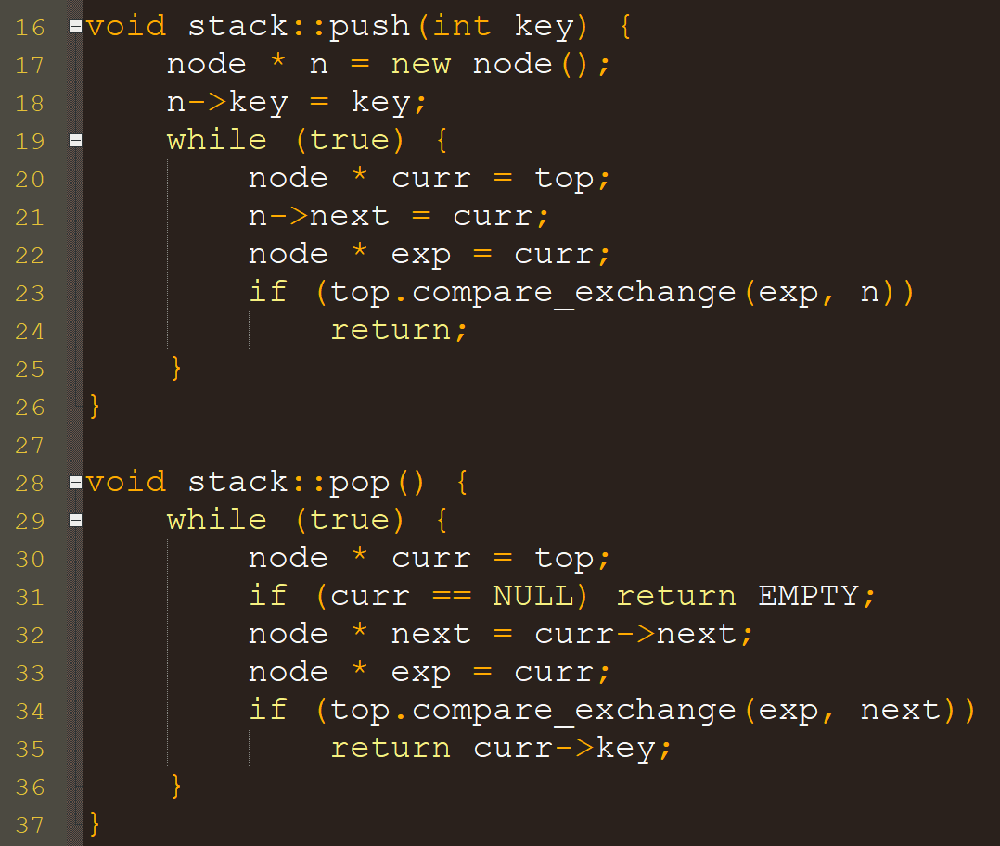 16 void stack::push(int key) {
17     node * n = new node();
18     n->key = key;
19     while (true) {
20         node * curr = top;
21         n->next = curr;
22         node * exp = curr;
23         if (top.compare_exchange(exp, n))
24             return;
25     }
26 }
27
28 void stack::pop() {
29     while (true) {
30         node * curr = top;
31         if (curr == NULL) return EMPTY;
32         node * next = curr->next;
33         node * exp = curr;
34         if (top.compare_exchange(exp, next))
35             return curr->key;
36     }
37 }